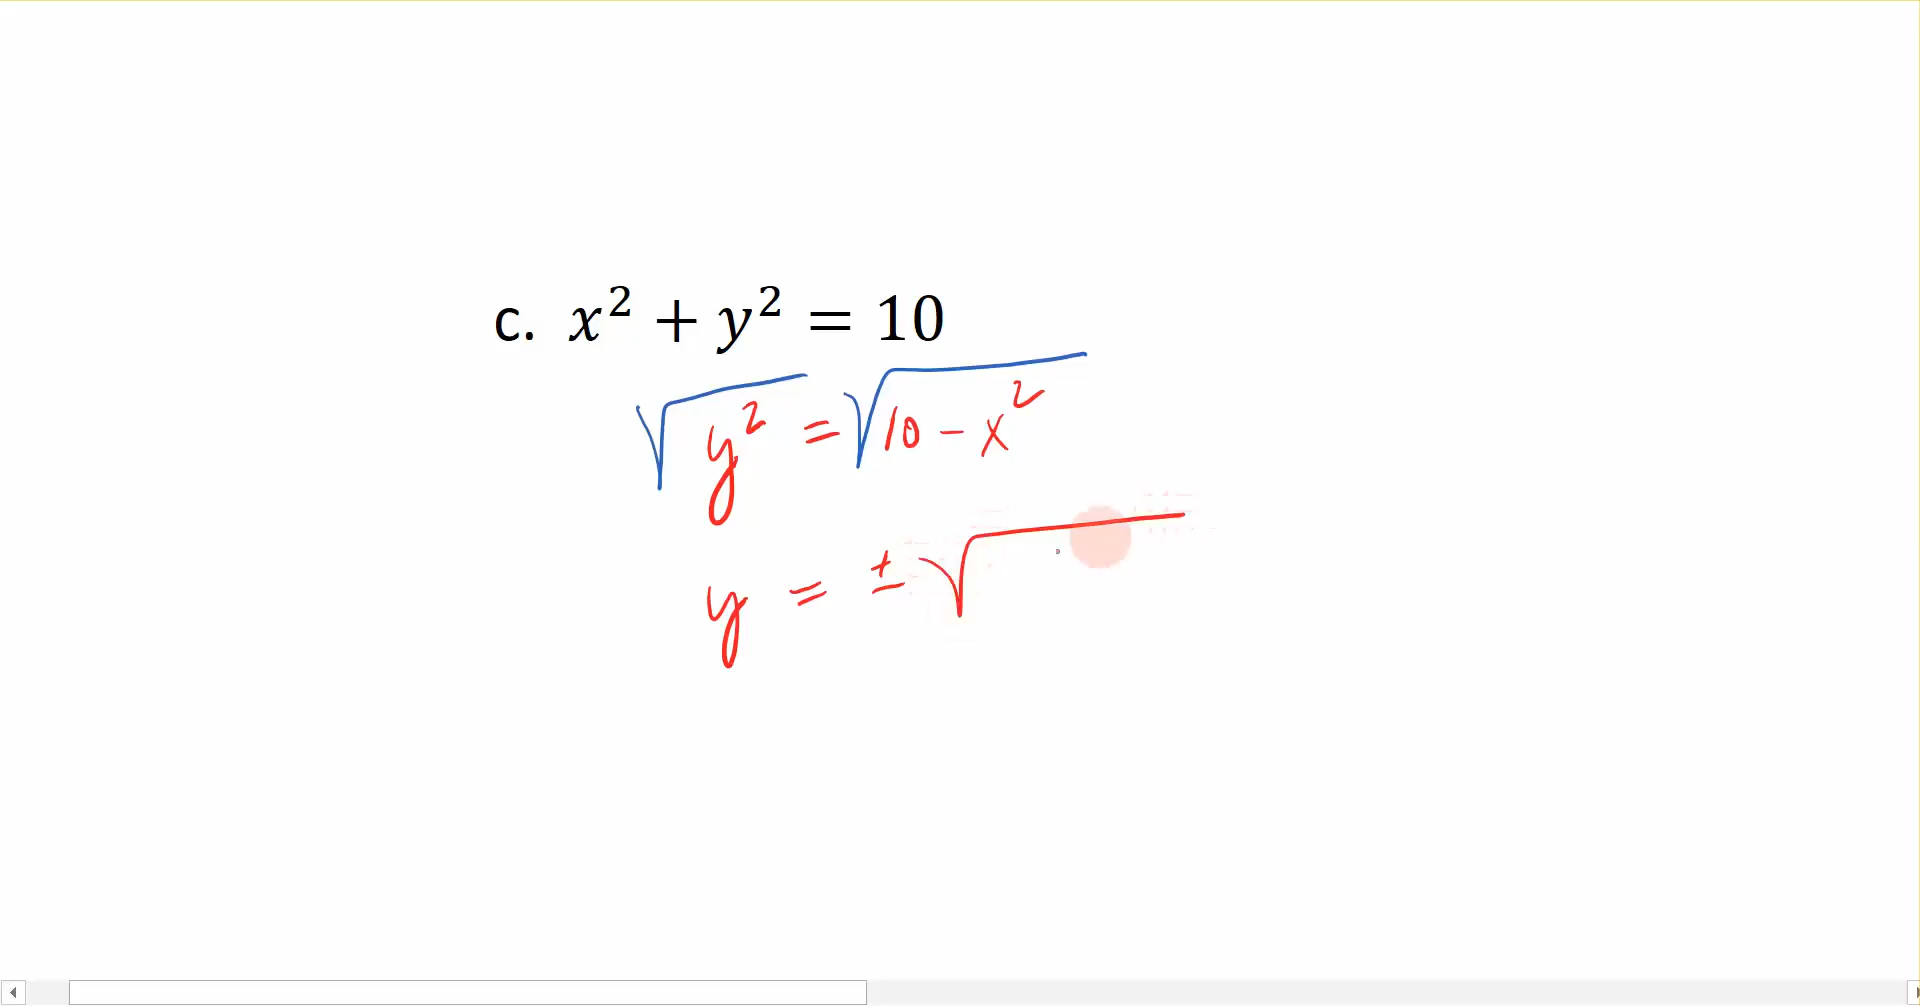 c. x² + y² = 10
√y² = √10 - x²
y = ± √